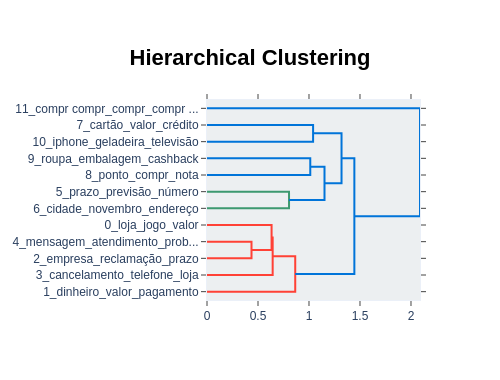 Hierarchical Clustering
11_compr compr_compr_compr ...
7_cartão_valor_crédito
10_iphone_geladeira_televisão
9_roupa_embalagem_cashback
8_ponto_compr_nota
5_prazo_previsão_número
6_cidade_novembro_endereço
0_loja_jogo_valor
4_mensagem_atendimento_prob...
2_empresa_reclamação_prazo
3_cancelamento_telefone_loja
1_dinheiro_valor_pagamento
0 0.5 1 1.5 2